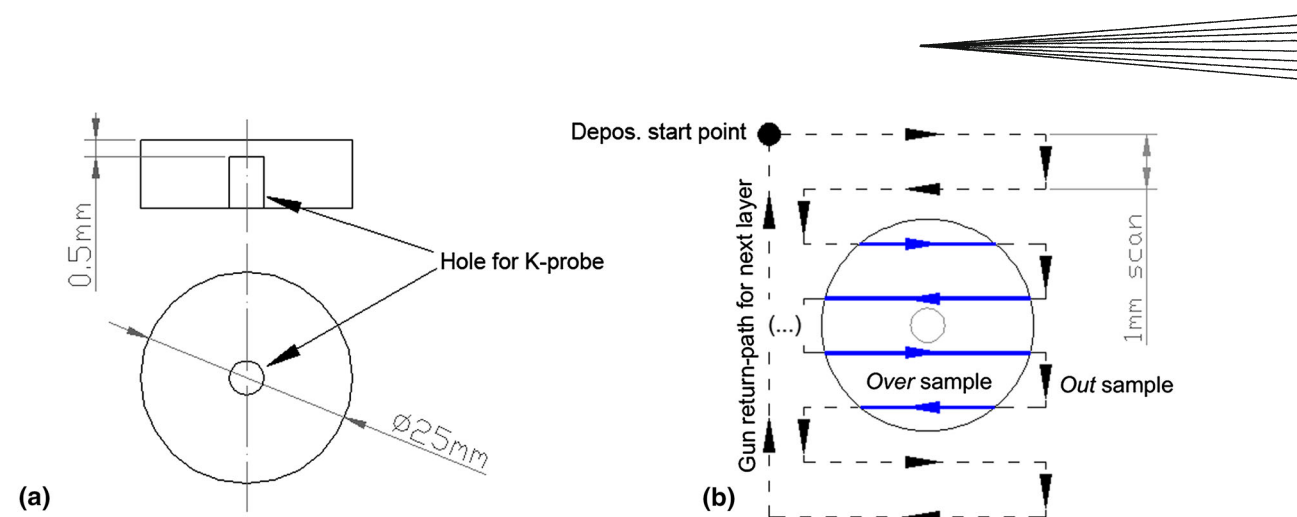 0.5mm
Hole for K-probe
ø25mm
(a)
Depos. start point
Gun return-path for next layer
(...)
Over sample
Out sample
1mm scan
(b)